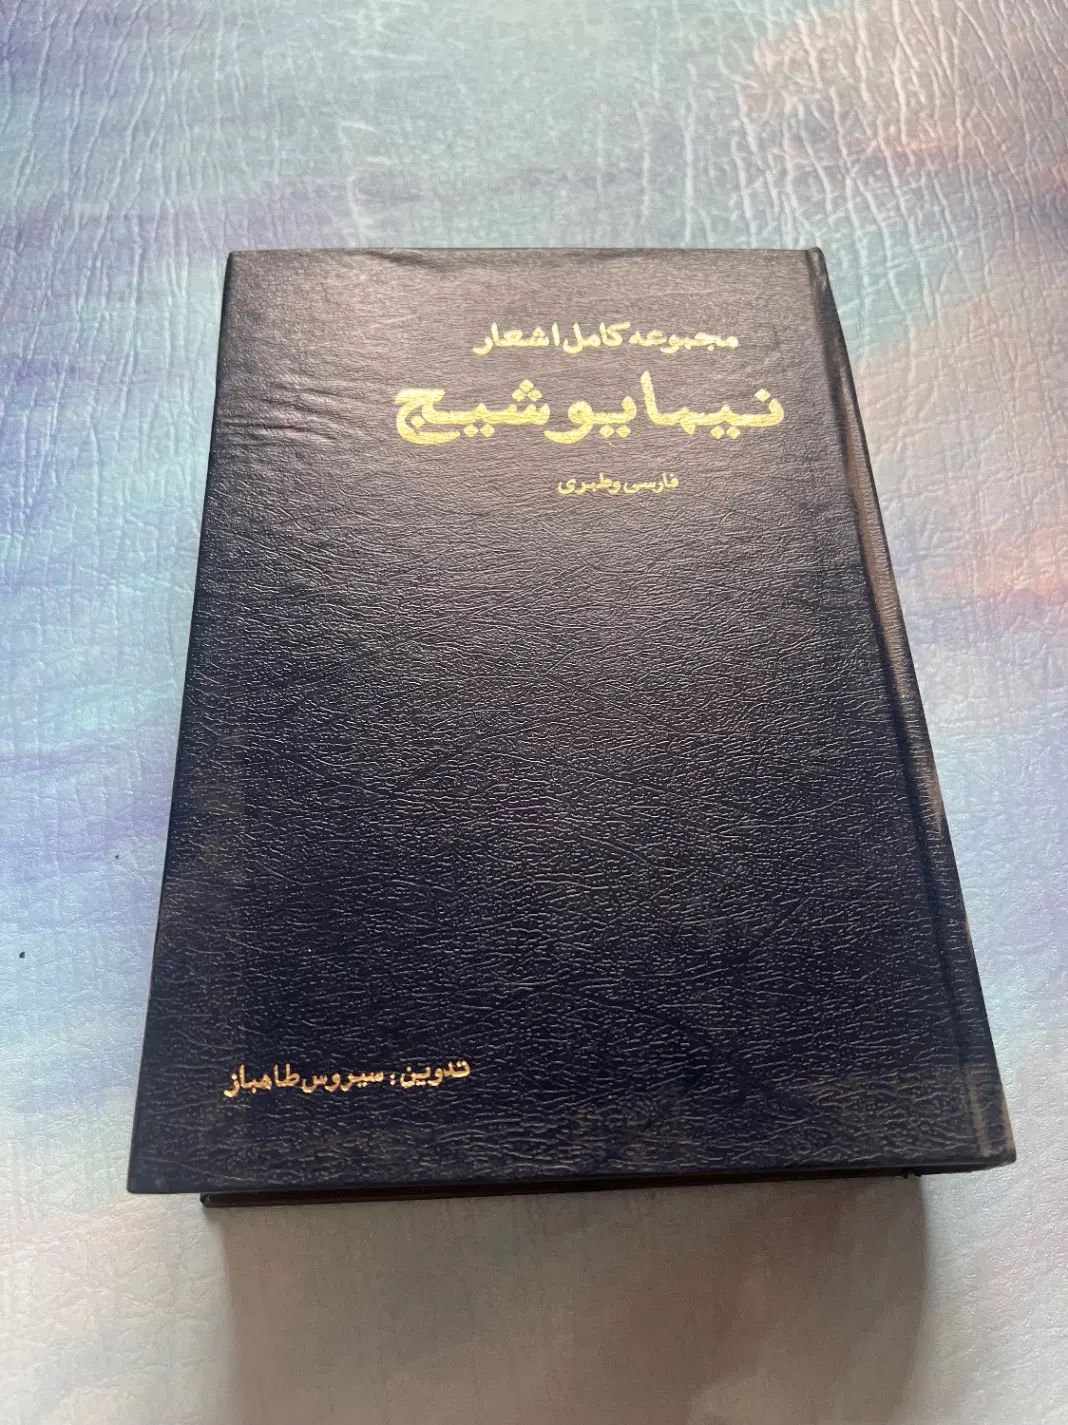 مجموعه کامل اشعار
نیما یوشیج
فارسی و طبری
تدوین: سیروس طاهباز